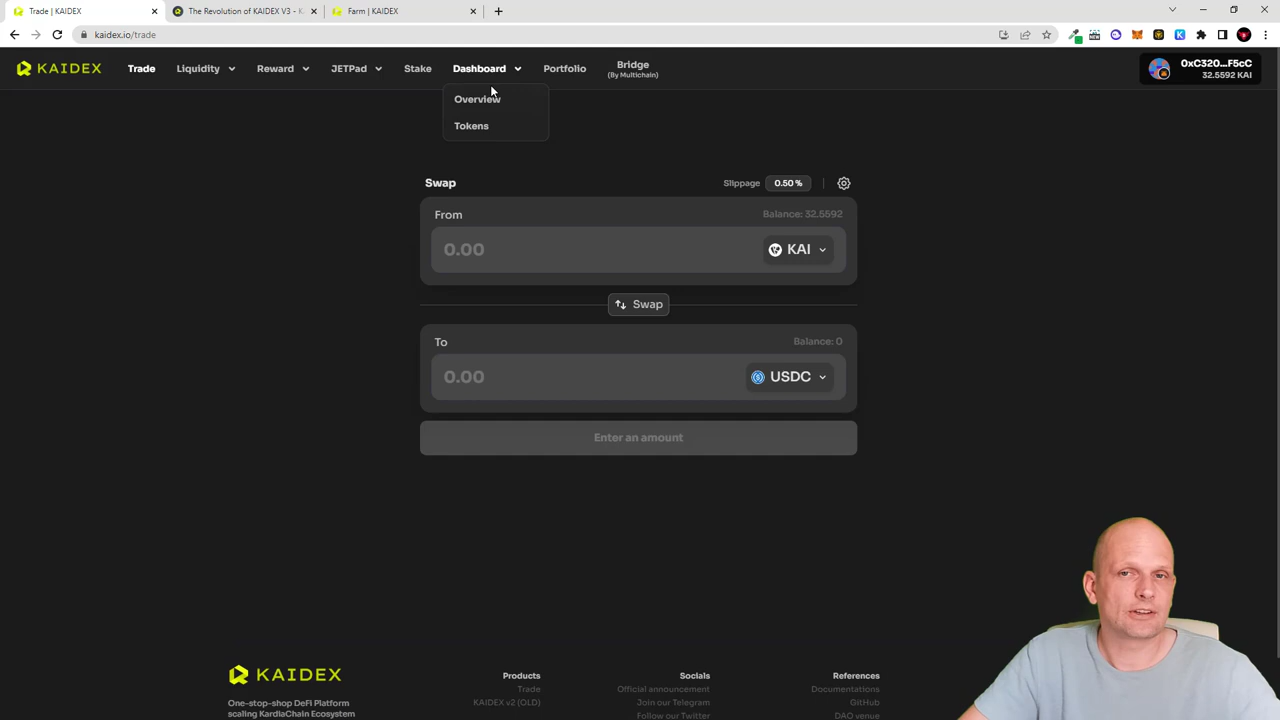 Trade | KAIDEX
The Revolution of KAIDEX V3 - K
Farm | KAIDEX
kaidex.io/trade
KAIDEX
Trade
Liquidity
Reward
JETPad
Stake
Dashboard
Portfolio
Bridge
(By Multichain)
0xC320...F5cC
32.5592 KAI
Overview
Tokens
Swap
Slippage
0.50 %
From
Balance: 32.5592
0.00
KAI
Swap
To
Balance: 0
0.00
USDC
Enter an amount
KAIDEX
One-stop-shop DeFi Platform
scaling KardiaChain Ecosystem
Products
Trade
KAIDEX v2 (OLD)
Socials
Official announcement
Join our Telegram
Follow our Twitter
References
Documentations
GitHub
DAO venue